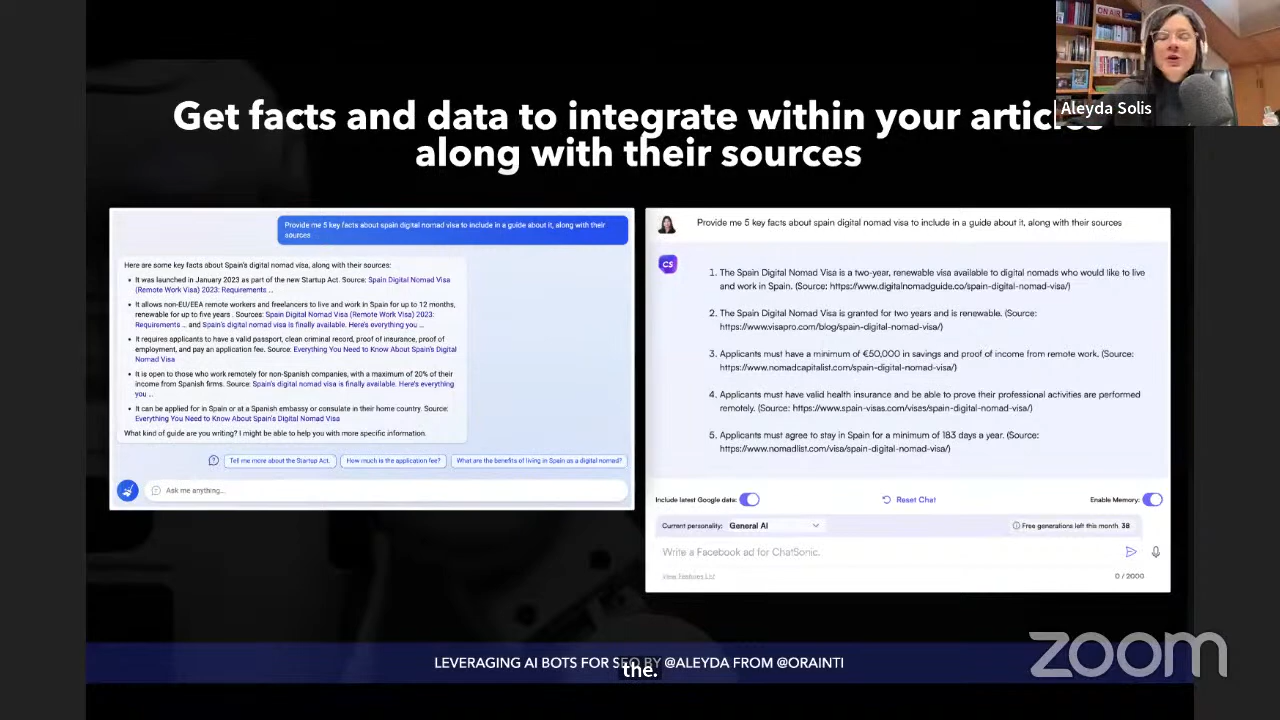 ON AIR
Aleyda Solis
Get facts and data to integrate within your articles
along with their sources
Provide me 5 key facts about spain digital nomad visa to include in a guide about it, along with their
sources
Here are some key facts about Spain's digital nomad visa, along with their sources:
• It was launched in January 2023 as part of the new Startup Act. Source: Spain Digital Nomad Visa
(Remote Work Visa) 2023: Requirements ...
• It allows non-EU/EEA remote workers and freelancers to live and work in Spain for up to 12 months,
renewable for up to five years . Sources: Spain Digital Nomad Visa (Remote Work Visa) 2023:
Requirements ... and Spain's digital nomad visa is finally available. Here's everything you ...
• It requires applicants to have a valid passport, clean criminal record, proof of income, proof of
employment, and pay an application fee. Source: Everything You Need to Know About Spain's Digital
Nomad Visa
• It is open to those who work remotely for non-Spanish companies, with a maximum of 20% of their
income from Spanish firms. Source: Spain's digital nomad visa is finally available. Here's everything
you ...
• It can be applied for in Spain or at a Spanish embassy or consulate in their home country. Source:
Everything You Need to Know About Spain's Digital Nomad Visa
What kind of guide are you writing? I might be able to help you with more specific information.
Tell me more about the Startup Act.
How much is the application fee?
What are the benefits of living in Spain as a digital nomad?
Ask me anything...
Provide me 5 key facts about spain digital nomad visa to include in a guide about it, along with their sources
CS
1. The Spain Digital Nomad Visa is a two-year, renewable visa available to digital nomads who would like to live
and work in Spain. (Source: https://www.digitalnomadguide.co/spain-digital-nomad-visa/)
2. The Spain Digital Nomad Visa is granted for two years and is renewable. (Source:
https://www.visapro.com/blog/spain-digital-nomad-visa/)
3. Applicants must have a minimum of €50,000 in savings and proof of income from remote work. (Source:
https://www.nomadcapitalist.com/spain-digital-nomad-visa/)
4. Applicants must have valid health insurance and be able to prove their professional activities are performed
remotely. (Source: https://www.spain-visas.com/visas/spain-digital-nomad-visa/)
5. Applicants must agree to stay in Spain for a minimum of 183 days a year. (Source:
https://www.nomadlist.com/visa/spain-digital-nomad-visa/)
Include latest Google data:
Reset Chat
Enable Memory:
Current personality: General AI
Free generations left this month 38
Write a Facebook ad for ChatSonic.
View Features List
0 / 2000
LEVERAGING AI BOTS FOR SEO BY @ALEYDA FROM @ORAINTI
the.
zoom